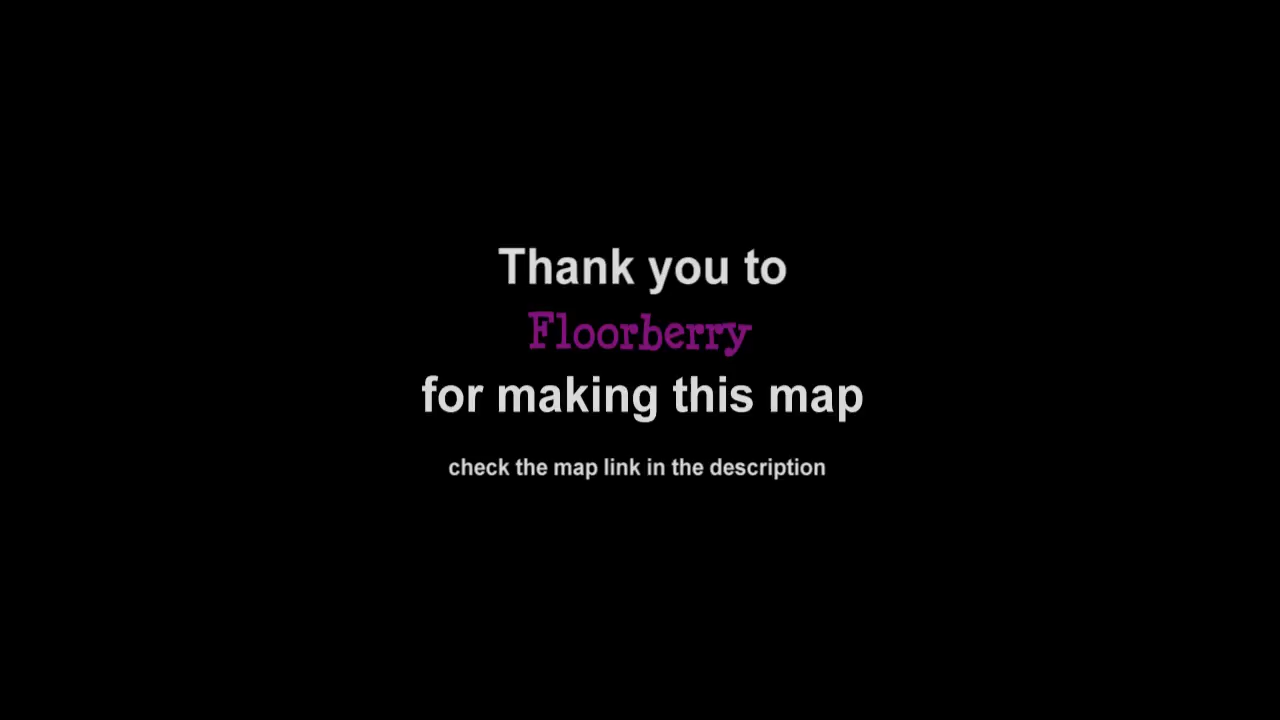 Thank you to
Floorberry
for making this map
check the map link in the description